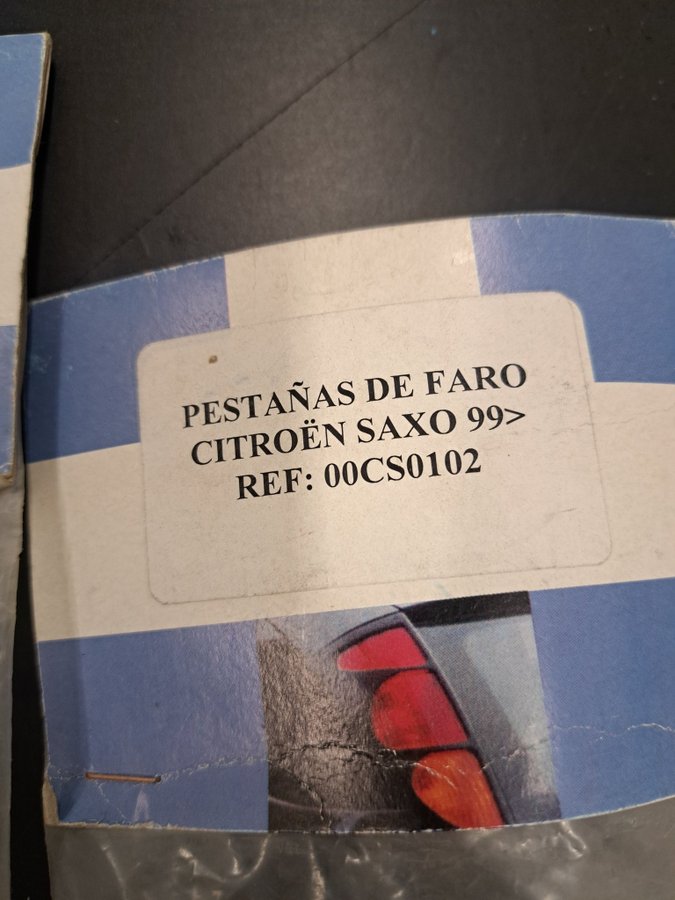 PESTAÑAS DE FARO
CITROËN SAXO 99>
REF: 00CS0102